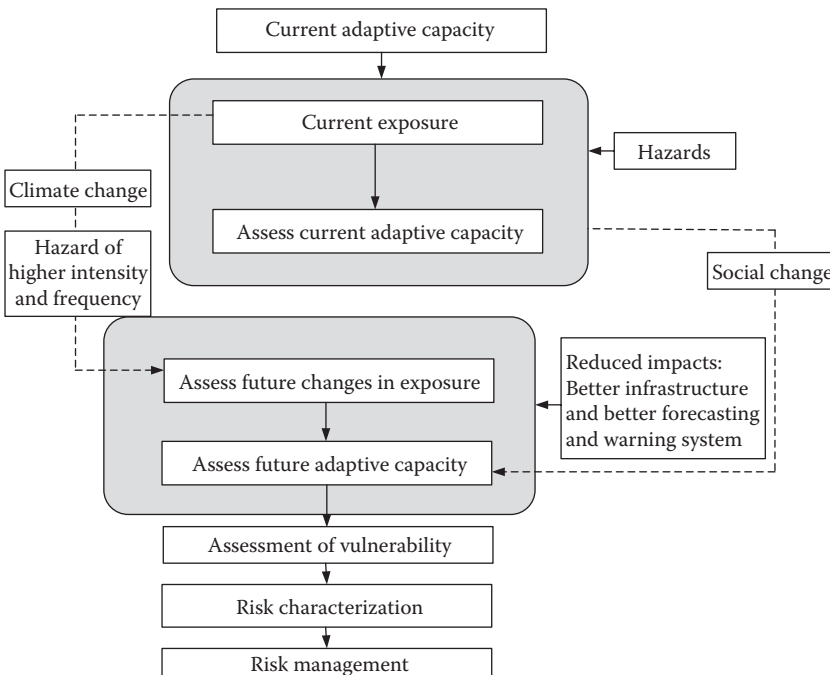 Current adaptive capacity
Current exposure
Hazards
Climate change
Assess current adaptive capacity
Hazard of
higher intensity
and frequency
Social change
Reduced impacts:
Better infrastructure
and better forecasting
and warning system
Assess future changes in exposure
Assess future adaptive capacity
Assessment of vulnerability
Risk characterization
Risk management